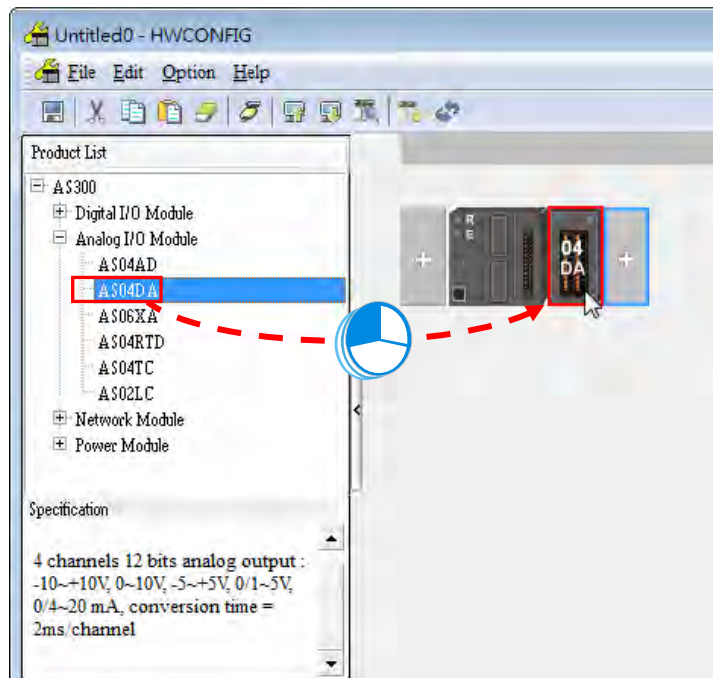 Untitled0 - HWCONFIG
File Edit Option Help
Product List
AS300
Digital I/O Module
Analog I/O Module
AS04AD
AS04DA
AS06XA
AS04RTD
AS04TC
AS02LC
Network Module
Power Module
R
E
04
DA
Specification
4 channels 12 bits analog output :
-10~+10V, 0~10V, -5~+5V, 0/1~5V,
0/4~20 mA, conversion time =
2ms/channel